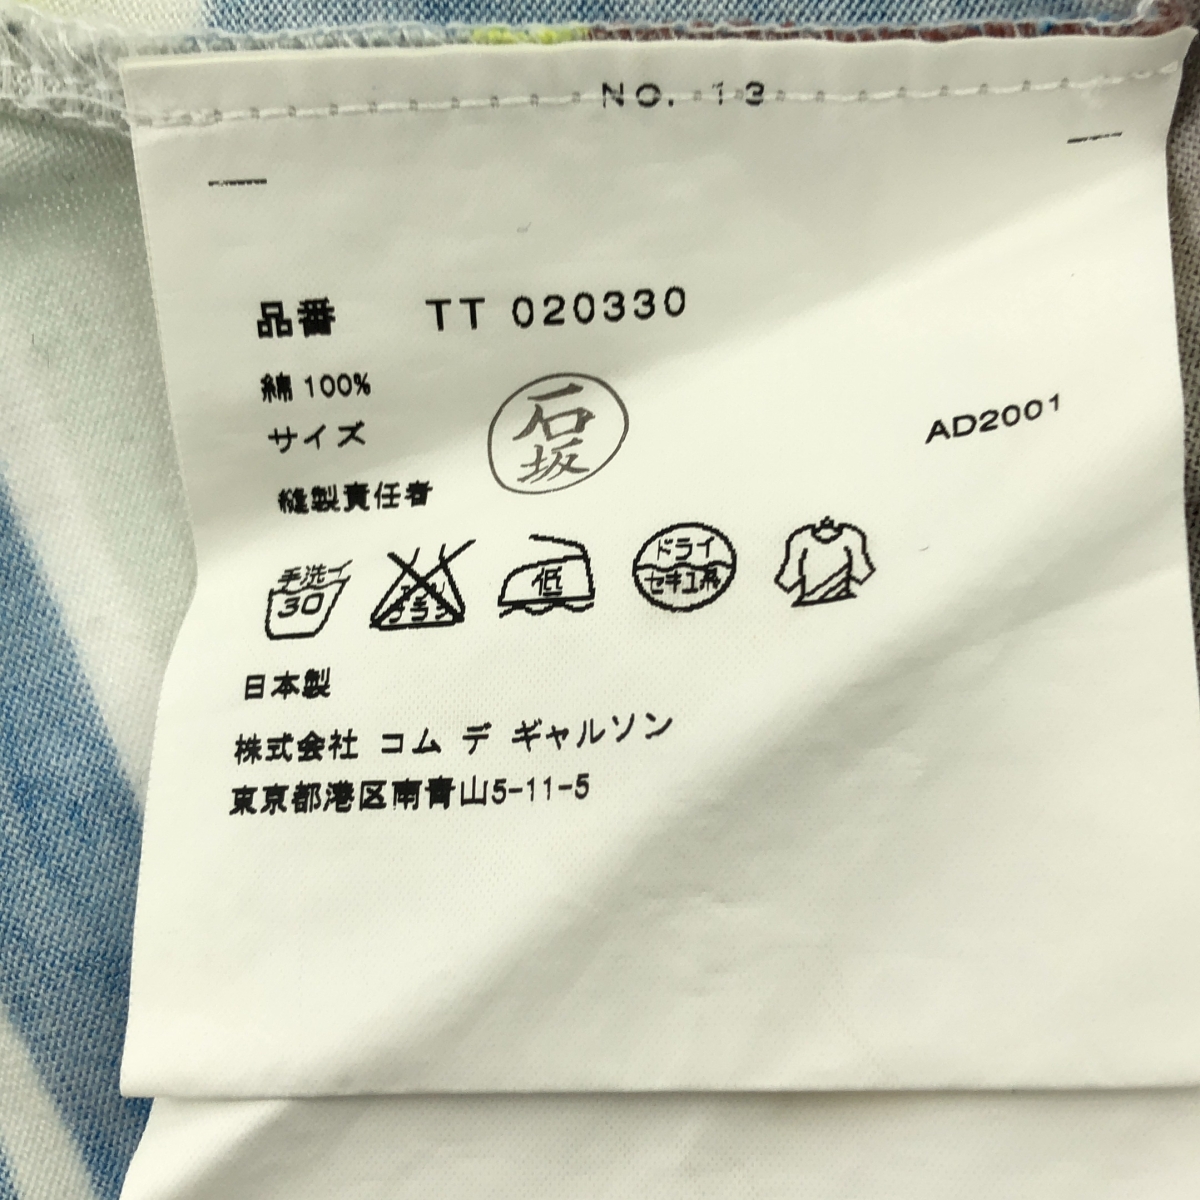 NO. 13
品番 TT 020330
綿 100%
サイズ
石坂
AD2001
縫製責任者
手洗イ
30
低
ドライ
セキユ系
日本製
株式会社 コム デ ギャルソン
東京都港区南青山5-11-5